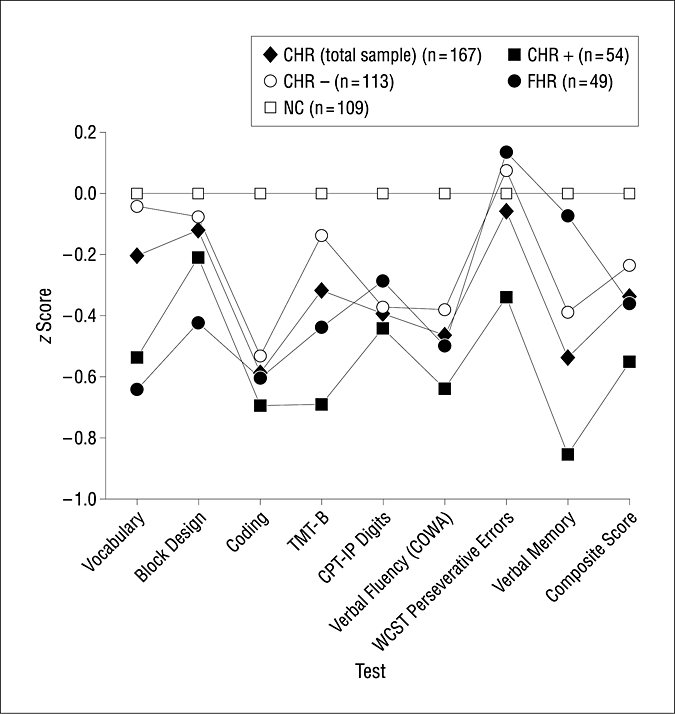 CHR (total sample) (n=167)
CHR + (n=54)
CHR – (n=113)
FHR (n=49)
NC (n=109)
0.2
0.0
–0.2
–0.4
–0.6
–0.8
–1.0
z Score
Vocabulary
Block Design
Coding
TMT-B
CPT-IP Digits
Verbal Fluency (COWA)
WCST Perseverative Errors
Verbal Memory
Composite Score
Test